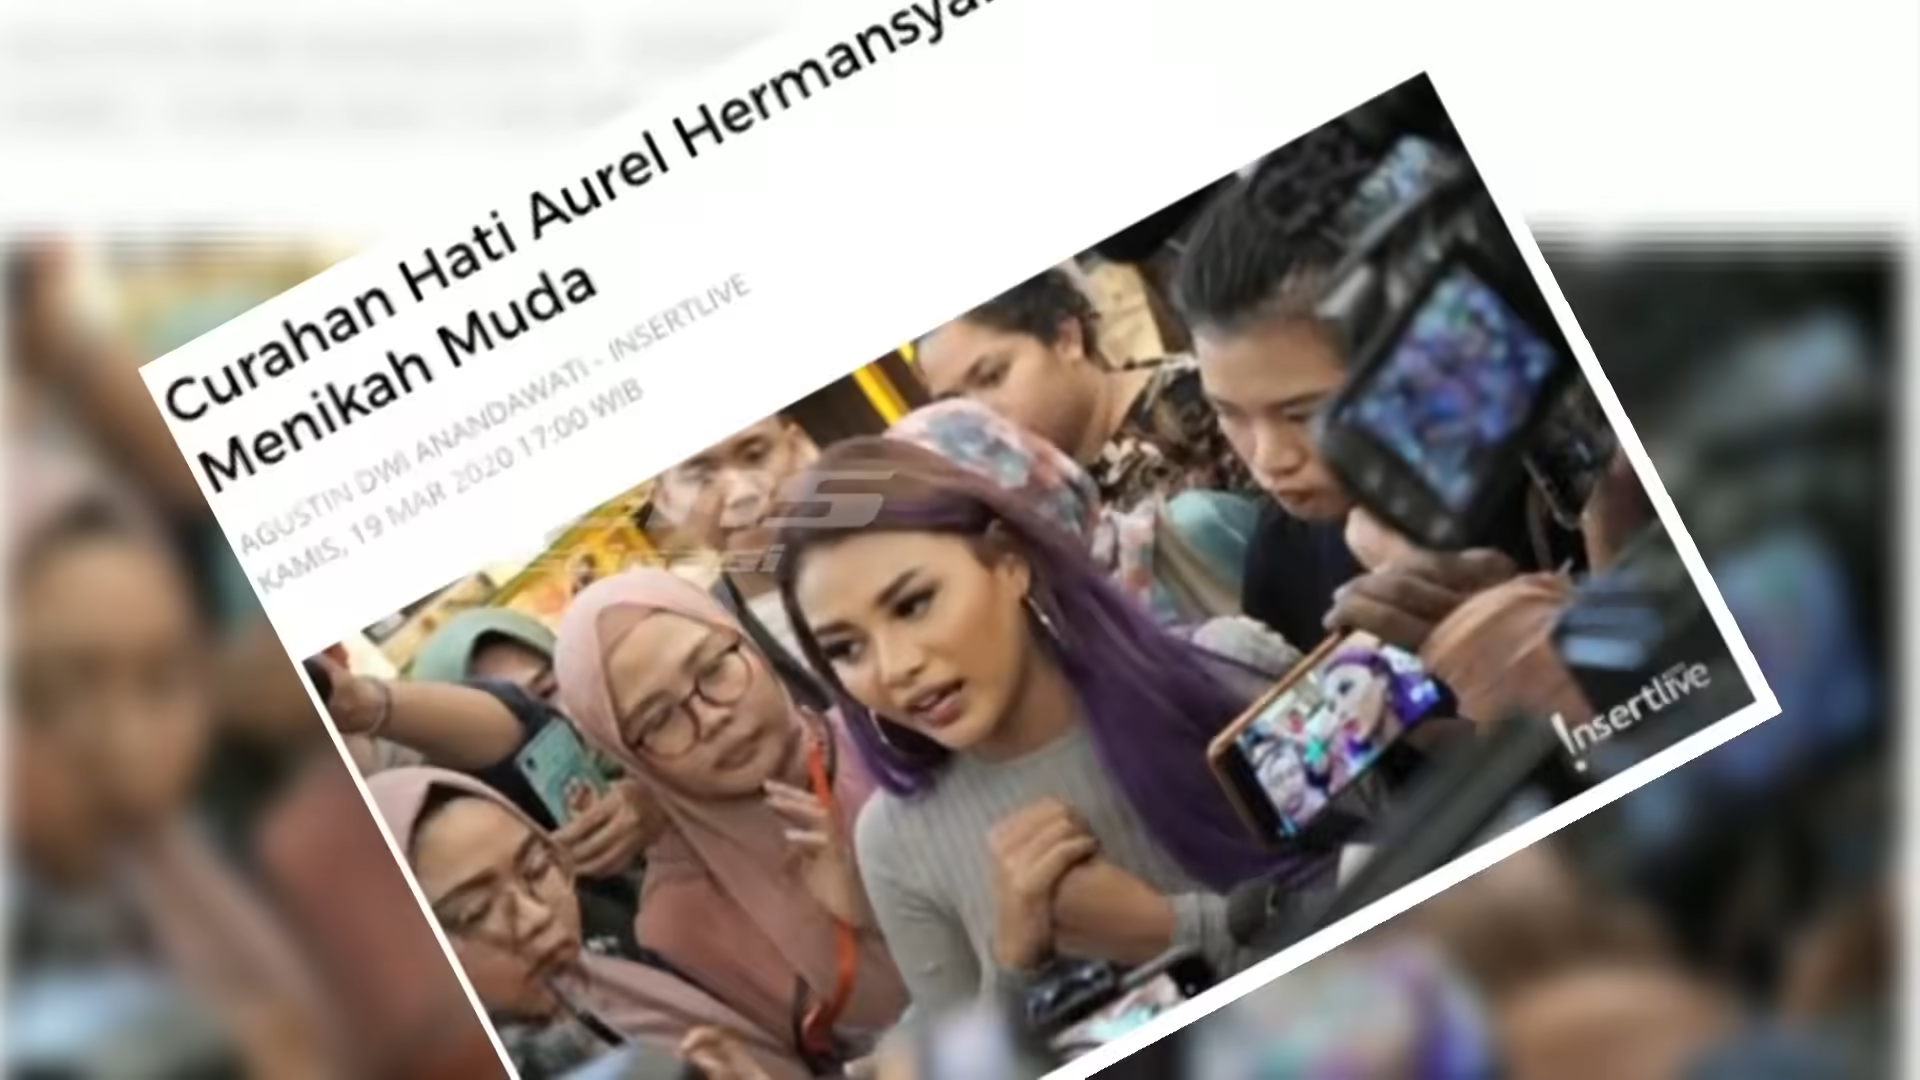 Curahan Hati Aurel Hermansyah
Menikah Muda
AGUSTIN DWI ANANDAWATI - INSERTLIVE
KAMIS, 19 MAR 2020 17:00 WIB
Insertlive